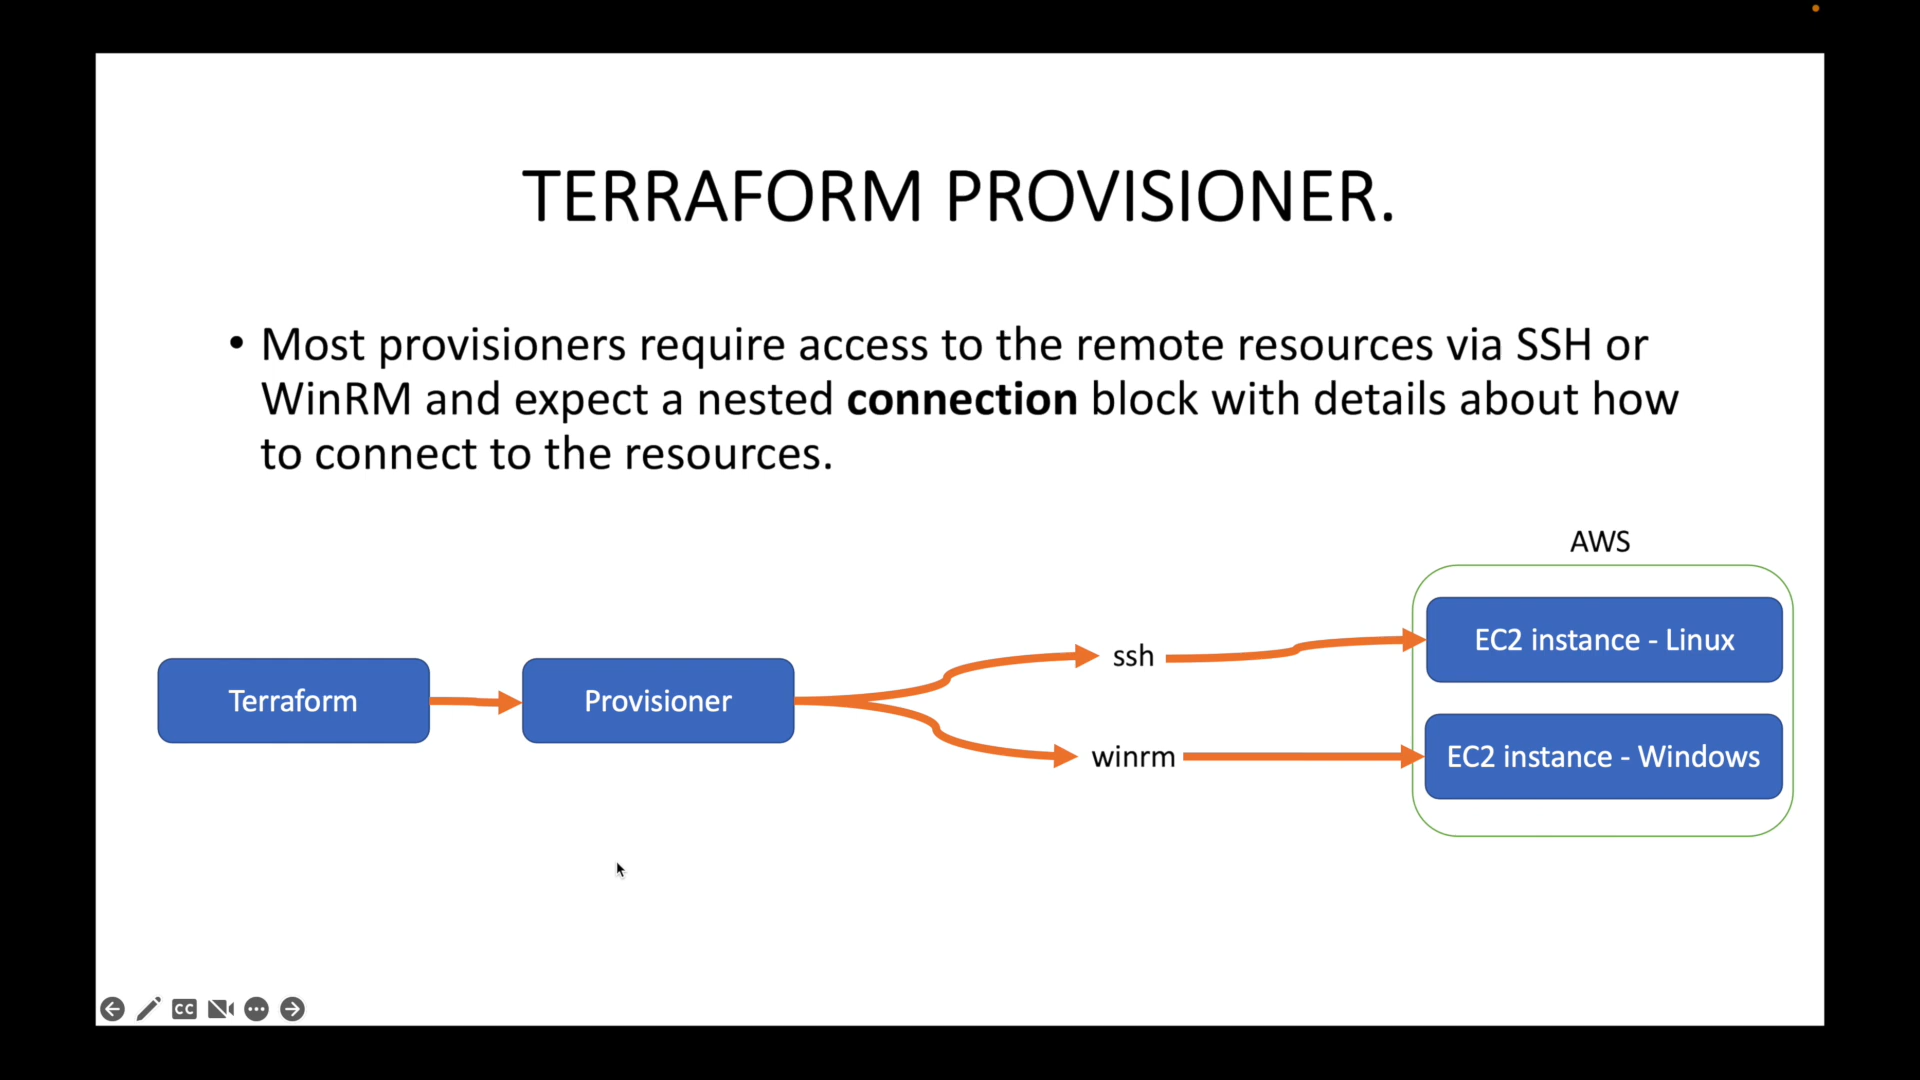 TERRAFORM PROVISIONER.
• Most provisioners require access to the remote resources via SSH or
WinRM and expect a nested connection block with details about how
to connect to the resources.
AWS
Terraform
Provisioner
ssh
winrm
EC2 instance - Linux
EC2 instance - Windows
CC